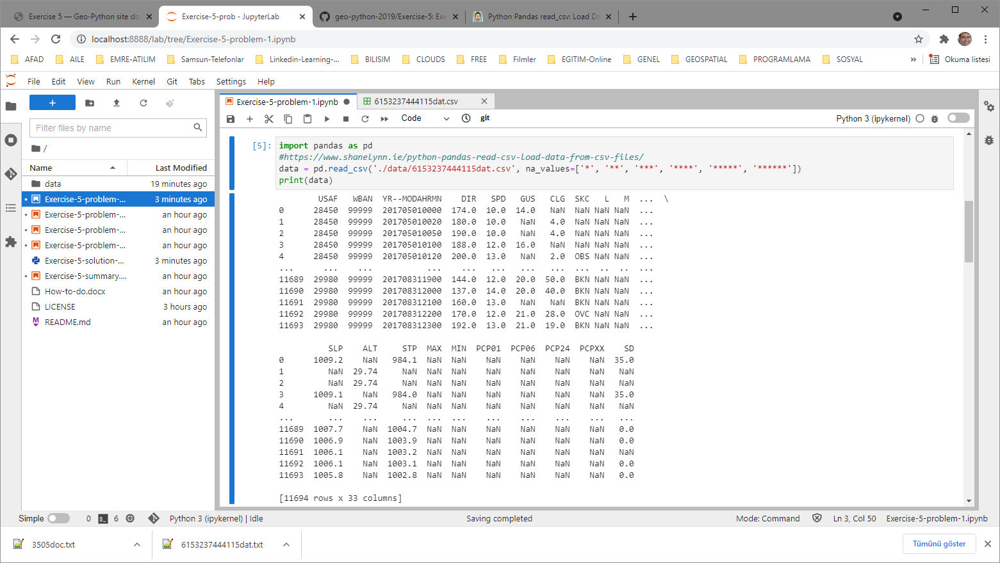 Exercise 5 — Geo-Python site do
Exercise-5-prob - JupyterLab
geo-python-2019/Exercise-5: Exe
Python Pandas read_csv: Load Da
localhost:8888/lab/tree/Exercise-5-problem-1.ipynb
AFAD AILE EMRE-ATILIM Samsun-Telefonlar Linkedin-Learning-... BILISIM CLOUDS FREE Filmler EGITIM-Online GENEL GEOSPATIAL PROGRAMLAMA SOSYAL » Okuma listesi
File Edit View Run Kernel Git Tabs Settings Help
Filter files by name
/
Name Last Modified
data 19 minutes ago
Exercise-5-problem-... 3 minutes ago
Exercise-5-problem-... an hour ago
Exercise-5-problem-... an hour ago
Exercise-5-problem-... an hour ago
Exercise-5-solution-... 3 minutes ago
Exercise-5-summary.... an hour ago
How-to-do.docx an hour ago
LICENSE 3 hours ago
README.md an hour ago
Exercise-5-problem-1.ipynb
6153237444115dat.csv
Code git Python 3 (ipykernel)
[5]: import pandas as pd
#https://www.shanelynn.ie/python-pandas-read-csv-load-data-from-csv-files/
data = pd.read_csv('./data/6153237444115dat.csv', na_values=['*', '**', '***', '****', '*****', '******'])
print(data)
USAF WBAN YR--MODAHRMN DIR SPD GUS CLG SKC L M ... \
0 28450 99999 201705010000 174.0 10.0 14.0 NaN NaN NaN NaN ...
1 28450 99999 201705010020 180.0 10.0 NaN 4.0 NaN NaN NaN ...
2 28450 99999 201705010050 190.0 10.0 NaN 4.0 NaN NaN NaN ...
3 28450 99999 201705010100 188.0 12.0 16.0 NaN NaN NaN NaN ...
4 28450 99999 201705010120 200.0 13.0 NaN 2.0 OBS NaN NaN ...
... ... ... ... ... ... ... ... ... .. .. ...
11689 29980 99999 201708311900 144.0 12.0 20.0 50.0 BKN NaN NaN ...
11690 29980 99999 201708312000 137.0 14.0 20.0 40.0 BKN NaN NaN ...
11691 29980 99999 201708312100 160.0 13.0 NaN NaN BKN NaN NaN ...
11692 29980 99999 201708312200 170.0 12.0 21.0 28.0 OVC NaN NaN ...
11693 29980 99999 201708312300 192.0 13.0 21.0 19.0 BKN NaN NaN ...
SLP ALT STP MAX MIN PCP01 PCP06 PCP24 PCPXX SD
0 1009.2 NaN 984.1 NaN NaN NaN NaN NaN NaN 35.0
1 NaN 29.74 NaN NaN NaN NaN NaN NaN NaN NaN
2 NaN 29.74 NaN NaN NaN NaN NaN NaN NaN NaN
3 1009.1 NaN 984.0 NaN NaN NaN NaN NaN NaN 35.0
4 NaN 29.74 NaN NaN NaN NaN NaN NaN NaN NaN
... ... ... ... ... ... ... ... ... ... ...
11689 1007.7 NaN 1004.7 NaN NaN NaN NaN NaN NaN 0.0
11690 1006.9 NaN 1003.9 NaN NaN NaN NaN NaN NaN 0.0
11691 1006.1 NaN 1003.2 NaN NaN NaN NaN NaN NaN NaN
11692 1006.1 NaN 1003.1 NaN NaN NaN NaN NaN NaN 0.0
11693 1005.8 NaN 1002.8 NaN NaN NaN NaN NaN NaN 0.0
[11694 rows x 33 columns]
Simple 0 6 Python 3 (ipykernel) | Idle Saving completed Mode: Command Ln 3, Col 50 Exercise-5-problem-1.ipynb
3505doc.txt 6153237444115dat.txt Tümünü göster